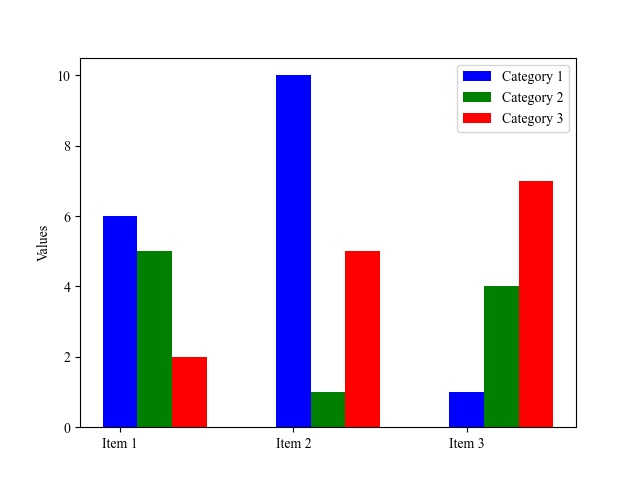 Category 1
Category 2
Category 3
Values
10
8
6
4
2
0
Item 1
Item 2
Item 3